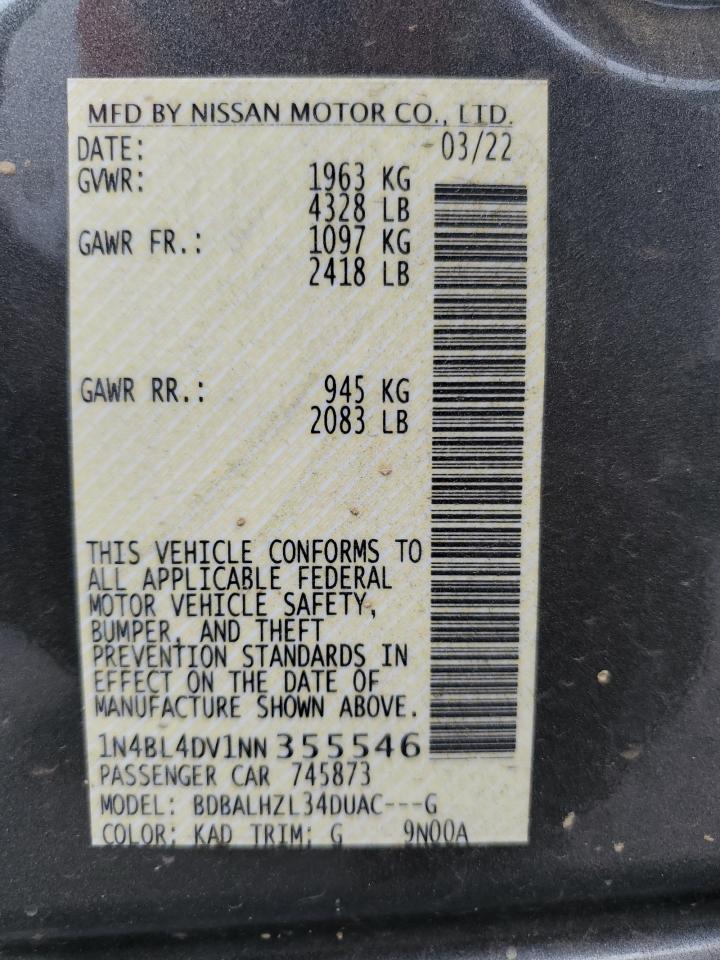 MFD BY NISSAN MOTOR CO., LTD.
DATE: 03/22
GVWR: 1963 KG
4328 LB
GAWR FR.: 1097 KG
2418 LB
GAWR RR.: 945 KG
2083 LB
THIS VEHICLE CONFORMS TO
ALL APPLICABLE FEDERAL
MOTOR VEHICLE SAFETY,
BUMPER, AND THEFT
PREVENTION STANDARDS IN
EFFECT ON THE DATE OF
MANUFACTURE SHOWN ABOVE.
1N4BL4DV1NN 355546
PASSENGER CAR 745873
MODEL: BDBALHZL34DUAC---G
COLOR: KAD TRIM: G 9N00A